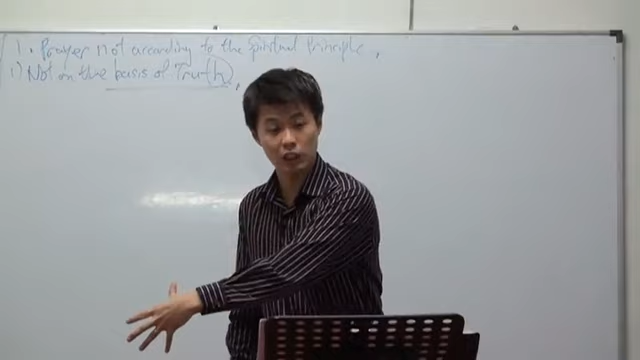 1. Prayer not according to the Spiritual Principle,
1) Not on the basis of Truth,